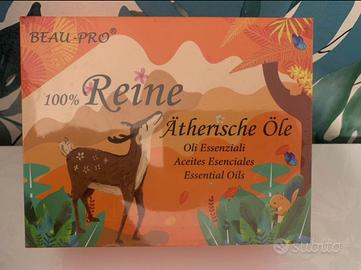 BEAU-PRO®
100% Reine
Ätherische Öle
Oli Essenziali
Aceites Esenciales
Essential Oils
subito